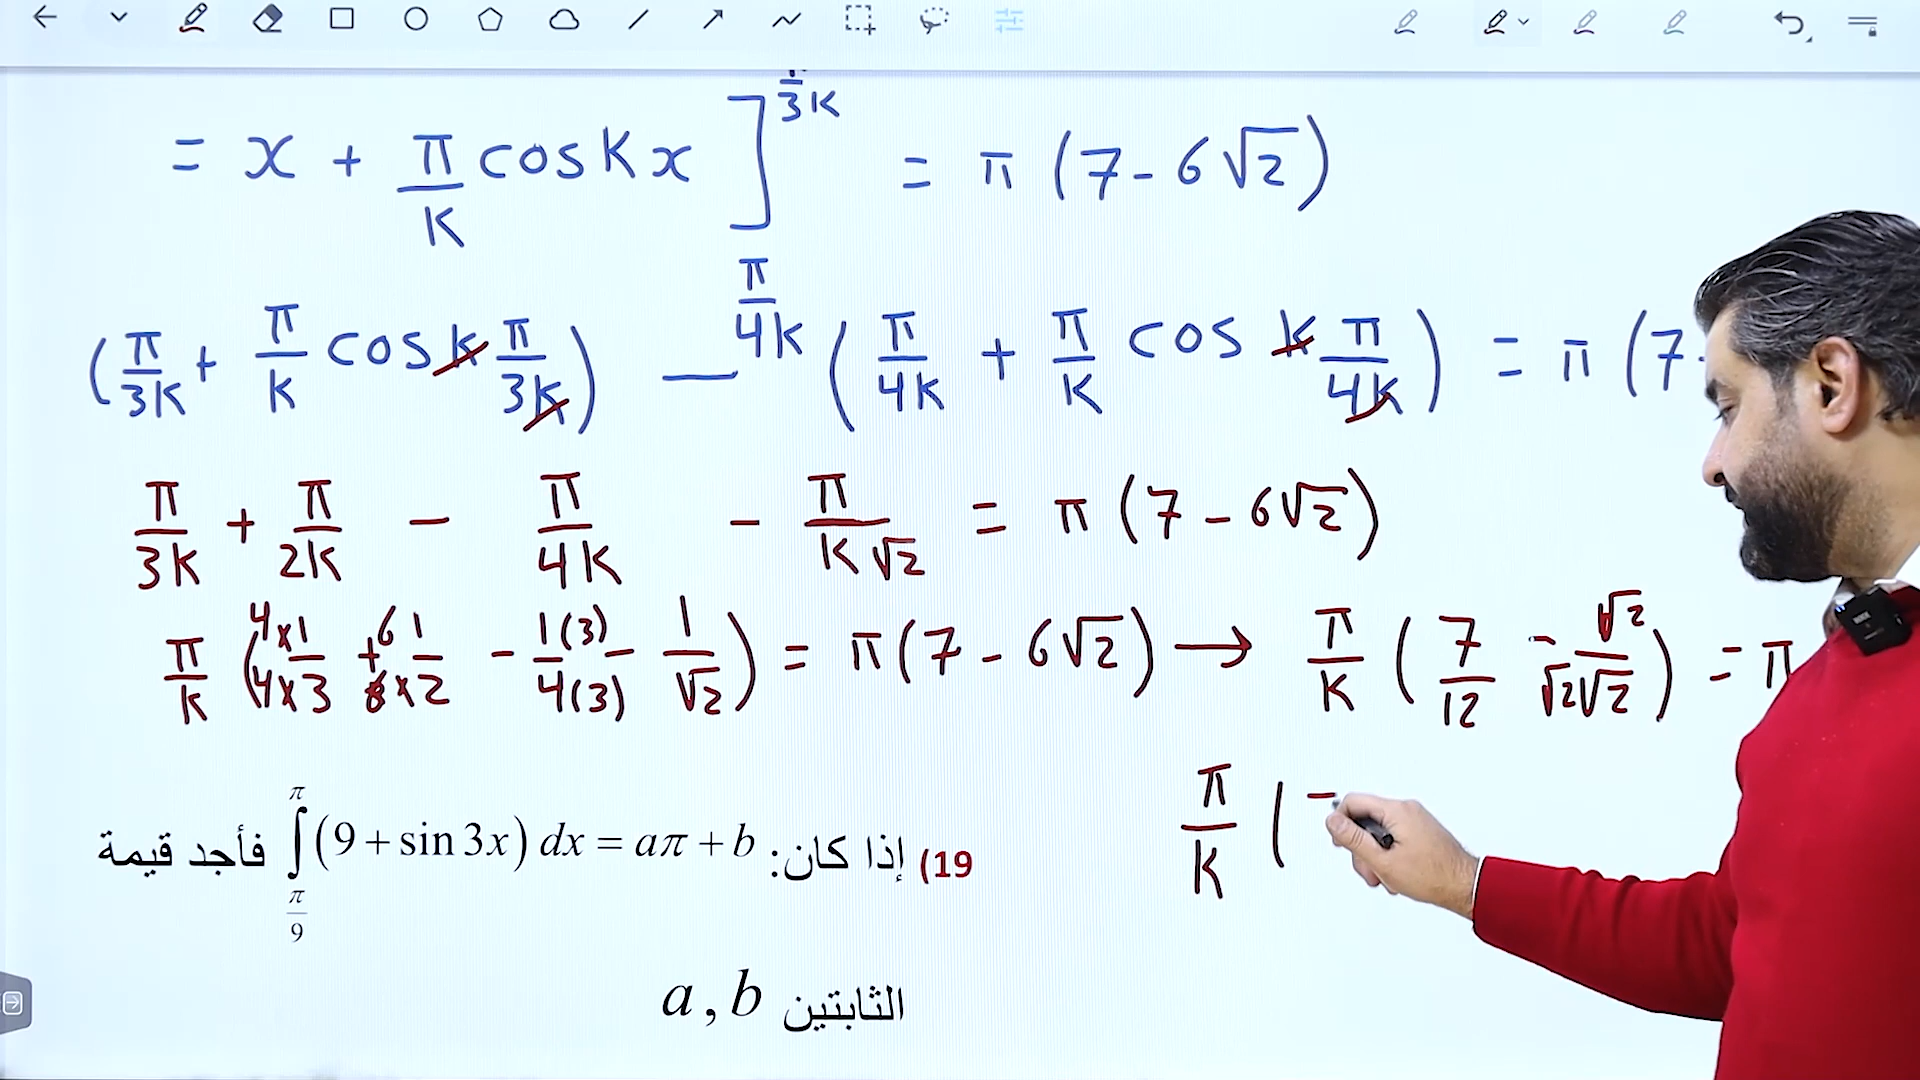 = x + π/K cos K x ]_{π/4K}^{π/3K} = π (7 - 6√2)
(π/3K + π/K cos K π/3K) — (π/4K + π/K cos K π/4K) = π (7
π/3K + π/2K - π/4K - π/K√2 = π (7 - 6√2)
π/K (4×1/4×3 + 6 1/6×2 - 1(3)/4(3) - 1/√2) = π(7 - 6√2) → π/K (7/12 - √2/√2√2) = π
π/K (
19) إذا كان: ∫_{π/9}^{π} (9 + sin 3x) dx = aπ + b فأجد قيمة
الثابتين a , b